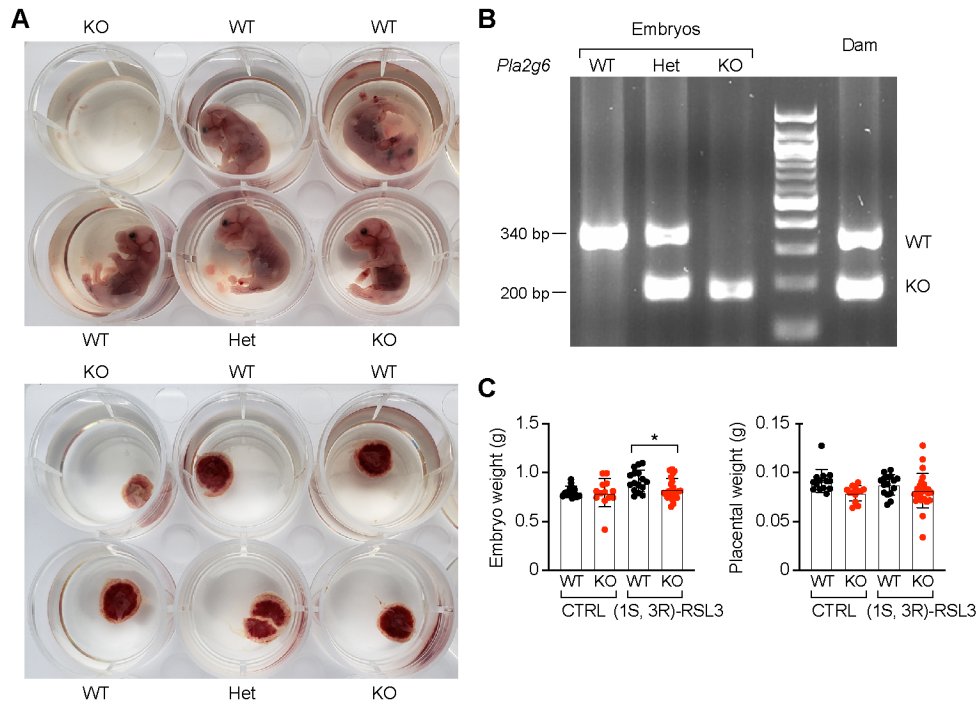 A
KO WT WT
WT Het KO
KO WT WT
WT Het KO
B
Embryos
Dam
Pla2g6 WT Het KO
340 bp
WT
200 bp
KO
C
Embryo weight (g)
1.5
1.0
0.5
0
*
WT KO WT KO
CTRL (1S, 3R)-RSL3
Placental weight (g)
0.15
0.10
0.05
0
WT KO WT KO
CTRL (1S, 3R)-RSL3